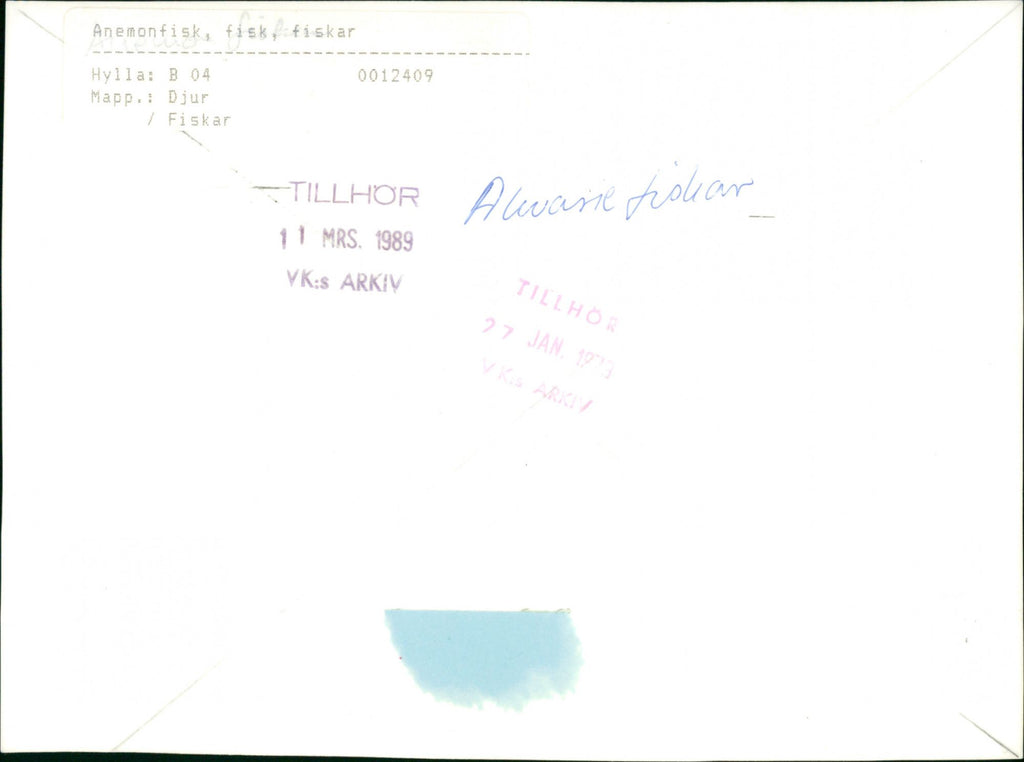 Anemonfisk, fisk, fiskar
Hylla: B 04 0012409
Mapp.: Djur
/ Fiskar
TILLHÖR
11 MRS. 1989
VK:s ARKIV
Akvarie fiskar
TILLHÖR
27 JAN.
VK:s ARKIV